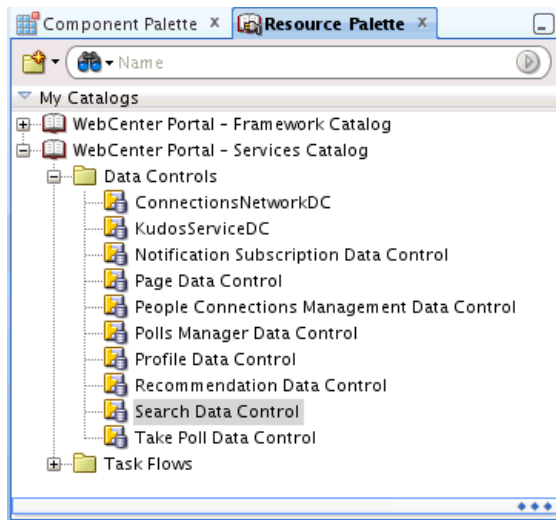 Component Palette x Resource Palette x
Name
My Catalogs
WebCenter Portal - Framework Catalog
WebCenter Portal - Services Catalog
Data Controls
ConnectionsNetworkDC
KudosServiceDC
Notification Subscription Data Control
Page Data Control
People Connections Management Data Control
Polls Manager Data Control
Profile Data Control
Recommendation Data Control
Search Data Control
Take Poll Data Control
Task Flows